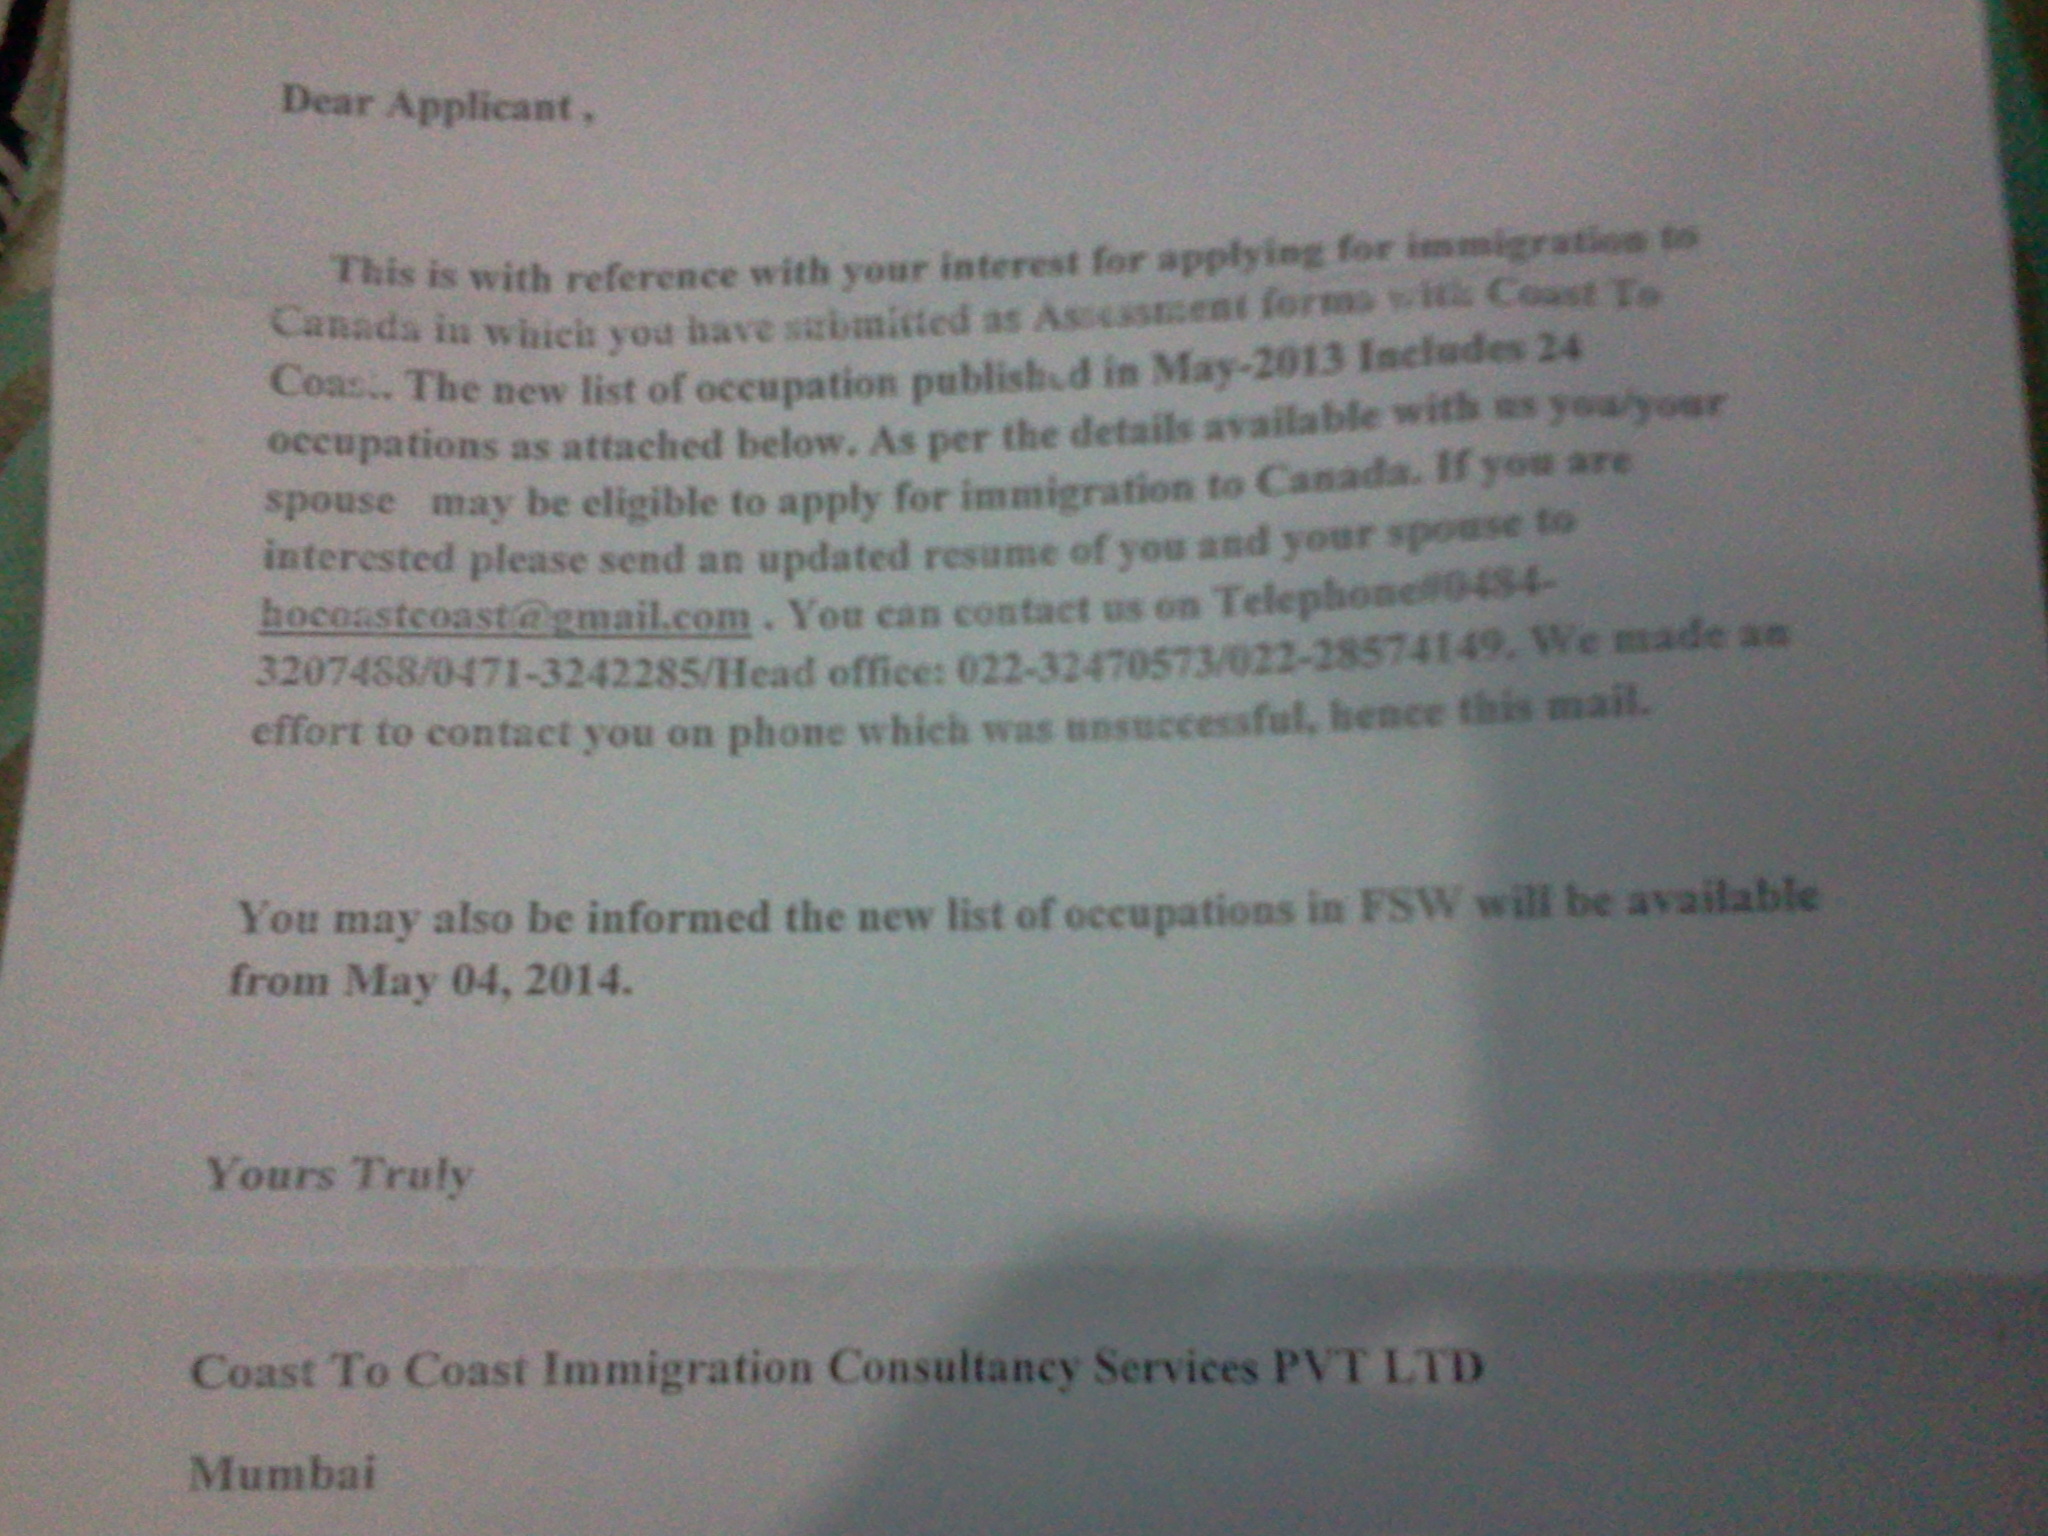 Dear Applicant ,
This is with reference with your interest for applying for immigration to
Canada in which you have submitted as Assessment forms with Coast To
Coast. The new list of occupation published in May-2013 Includes 24
occupations as attached below. As per the details available with us you/your
spouse may be eligible to apply for immigration to Canada. If you are
interested please send an updated resume of you and your spouse to
hocoastcoast@gmail.com . You can contact us on Telephone#0484-
3207488/0471-3242285/Head office: 022-32470573/022-28574149. We made an
effort to contact you on phone which was unsuccessful, hence this mail.
You may also be informed the new list of occupations in FSW will be available
from May 04, 2014.
Yours Truly
Coast To Coast Immigration Consultancy Services PVT LTD
Mumbai